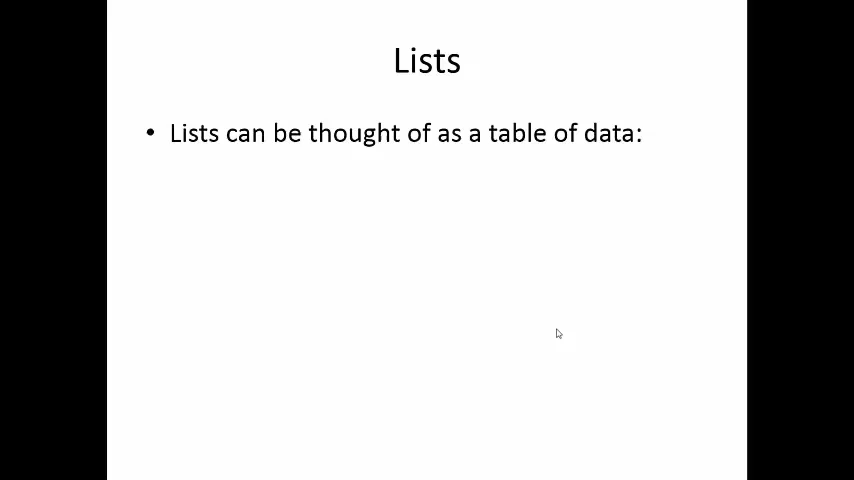 Lists
• Lists can be thought of as a table of data: